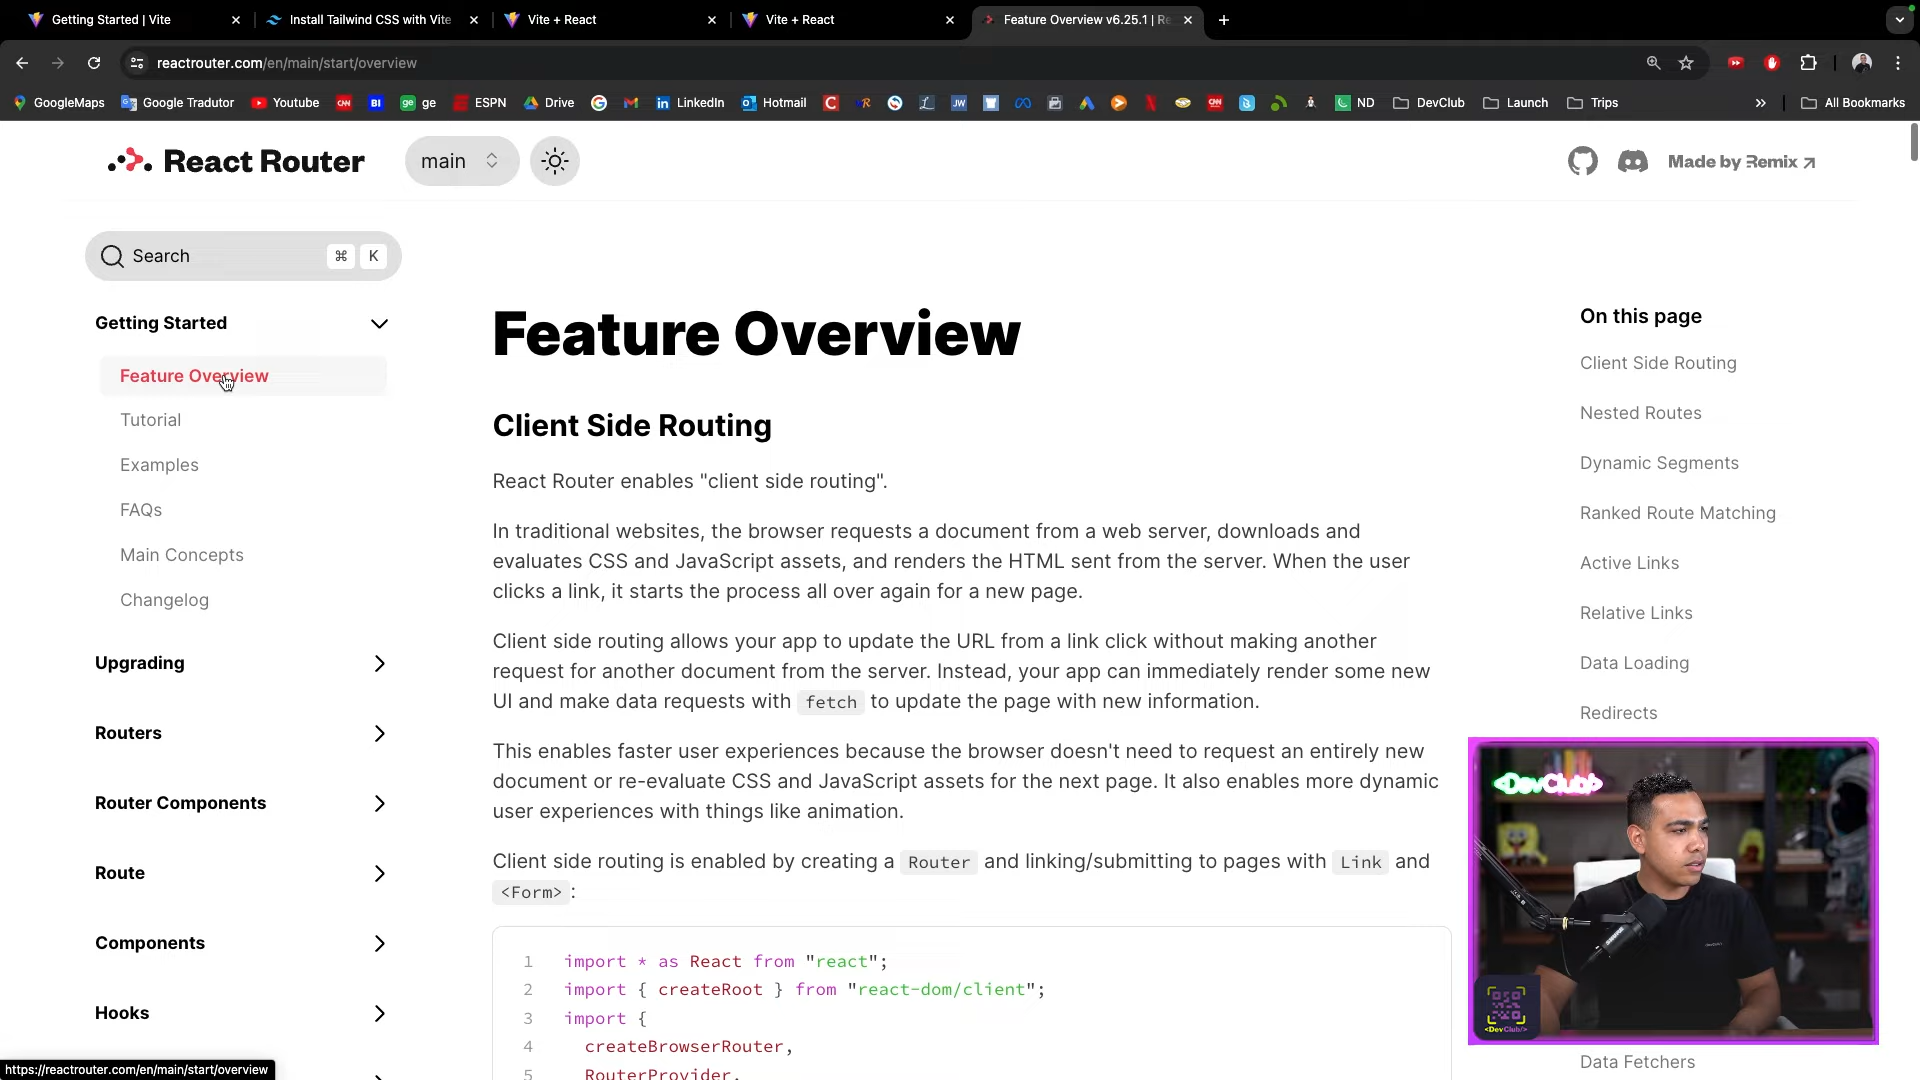 Getting Started | Vite
Install Tailwind CSS with Vite
Vite + React
Vite + React
Feature Overview v6.25.1 | Re
reactrouter.com/en/main/start/overview
GoogleMaps
Google Tradutor
Youtube
ge
ESPN
Drive
LinkedIn
Hotmail
ND
DevClub
Launch
Trips
»
All Bookmarks
React Router
main
Made by Remix
Search
⌘ K
Getting Started
Feature Overview
Tutorial
Examples
FAQs
Main Concepts
Changelog
Upgrading
Routers
Router Components
Route
Components
Hooks
Feature Overview
Client Side Routing
React Router enables "client side routing".
In traditional websites, the browser requests a document from a web server, downloads and
evaluates CSS and JavaScript assets, and renders the HTML sent from the server. When the user
clicks a link, it starts the process all over again for a new page.
Client side routing allows your app to update the URL from a link click without making another
request for another document from the server. Instead, your app can immediately render some new
UI and make data requests with fetch to update the page with new information.
This enables faster user experiences because the browser doesn't need to request an entirely new
document or re-evaluate CSS and JavaScript assets for the next page. It also enables more dynamic
user experiences with things like animation.
Client side routing is enabled by creating a Router and linking/submitting to pages with Link and
<Form>:
1 import * as React from "react";
2 import { createRoot } from "react-dom/client";
3 import {
4 createBrowserRouter,
5 RouterProvider,
On this page
Client Side Routing
Nested Routes
Dynamic Segments
Ranked Route Matching
Active Links
Relative Links
Data Loading
Redirects
Data Fetchers
<DevClub/>
<DevClub/>
https://reactrouter.com/en/main/start/overview